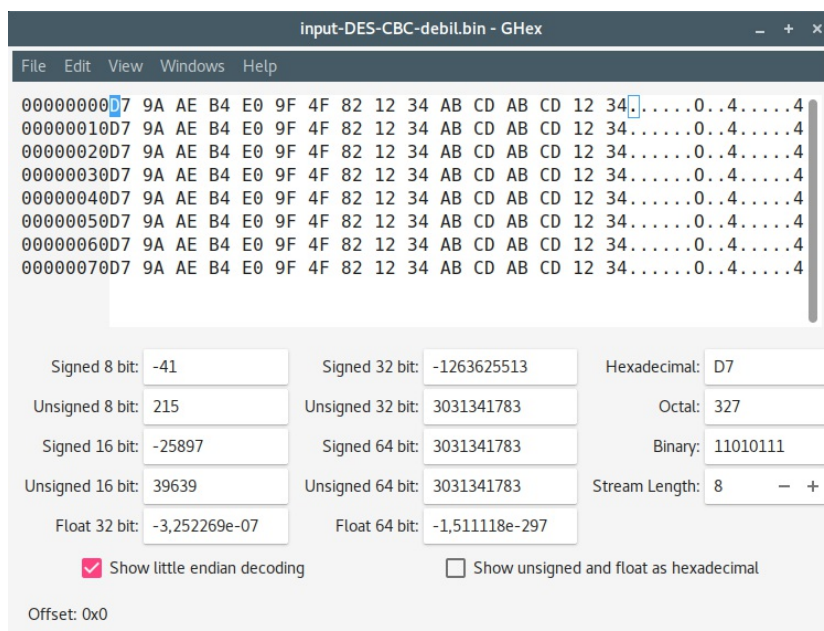 input-DES-CBC-debil.bin - GHex
File Edit View Windows Help
00000000D7 9A AE B4 E0 9F 4F 82 12 34 AB CD AB CD 12 34......O..4.....4
00000010D7 9A AE B4 E0 9F 4F 82 12 34 AB CD AB CD 12 34......O..4.....4
00000020D7 9A AE B4 E0 9F 4F 82 12 34 AB CD AB CD 12 34......O..4.....4
00000030D7 9A AE B4 E0 9F 4F 82 12 34 AB CD AB CD 12 34......O..4.....4
00000040D7 9A AE B4 E0 9F 4F 82 12 34 AB CD AB CD 12 34......O..4.....4
00000050D7 9A AE B4 E0 9F 4F 82 12 34 AB CD AB CD 12 34......O..4.....4
00000060D7 9A AE B4 E0 9F 4F 82 12 34 AB CD AB CD 12 34......O..4.....4
00000070D7 9A AE B4 E0 9F 4F 82 12 34 AB CD AB CD 12 34......O..4.....4
Signed 8 bit: -41 Signed 32 bit: -1263625513 Hexadecimal: D7
Unsigned 8 bit: 215 Unsigned 32 bit: 3031341783 Octal: 327
Signed 16 bit: -25897 Signed 64 bit: 3031341783 Binary: 11010111
Unsigned 16 bit: 39639 Unsigned 64 bit: 3031341783 Stream Length: 8 − +
Float 32 bit: -3,252269e-07 Float 64 bit: -1,511118e-297
Show little endian decoding Show unsigned and float as hexadecimal
Offset: 0x0